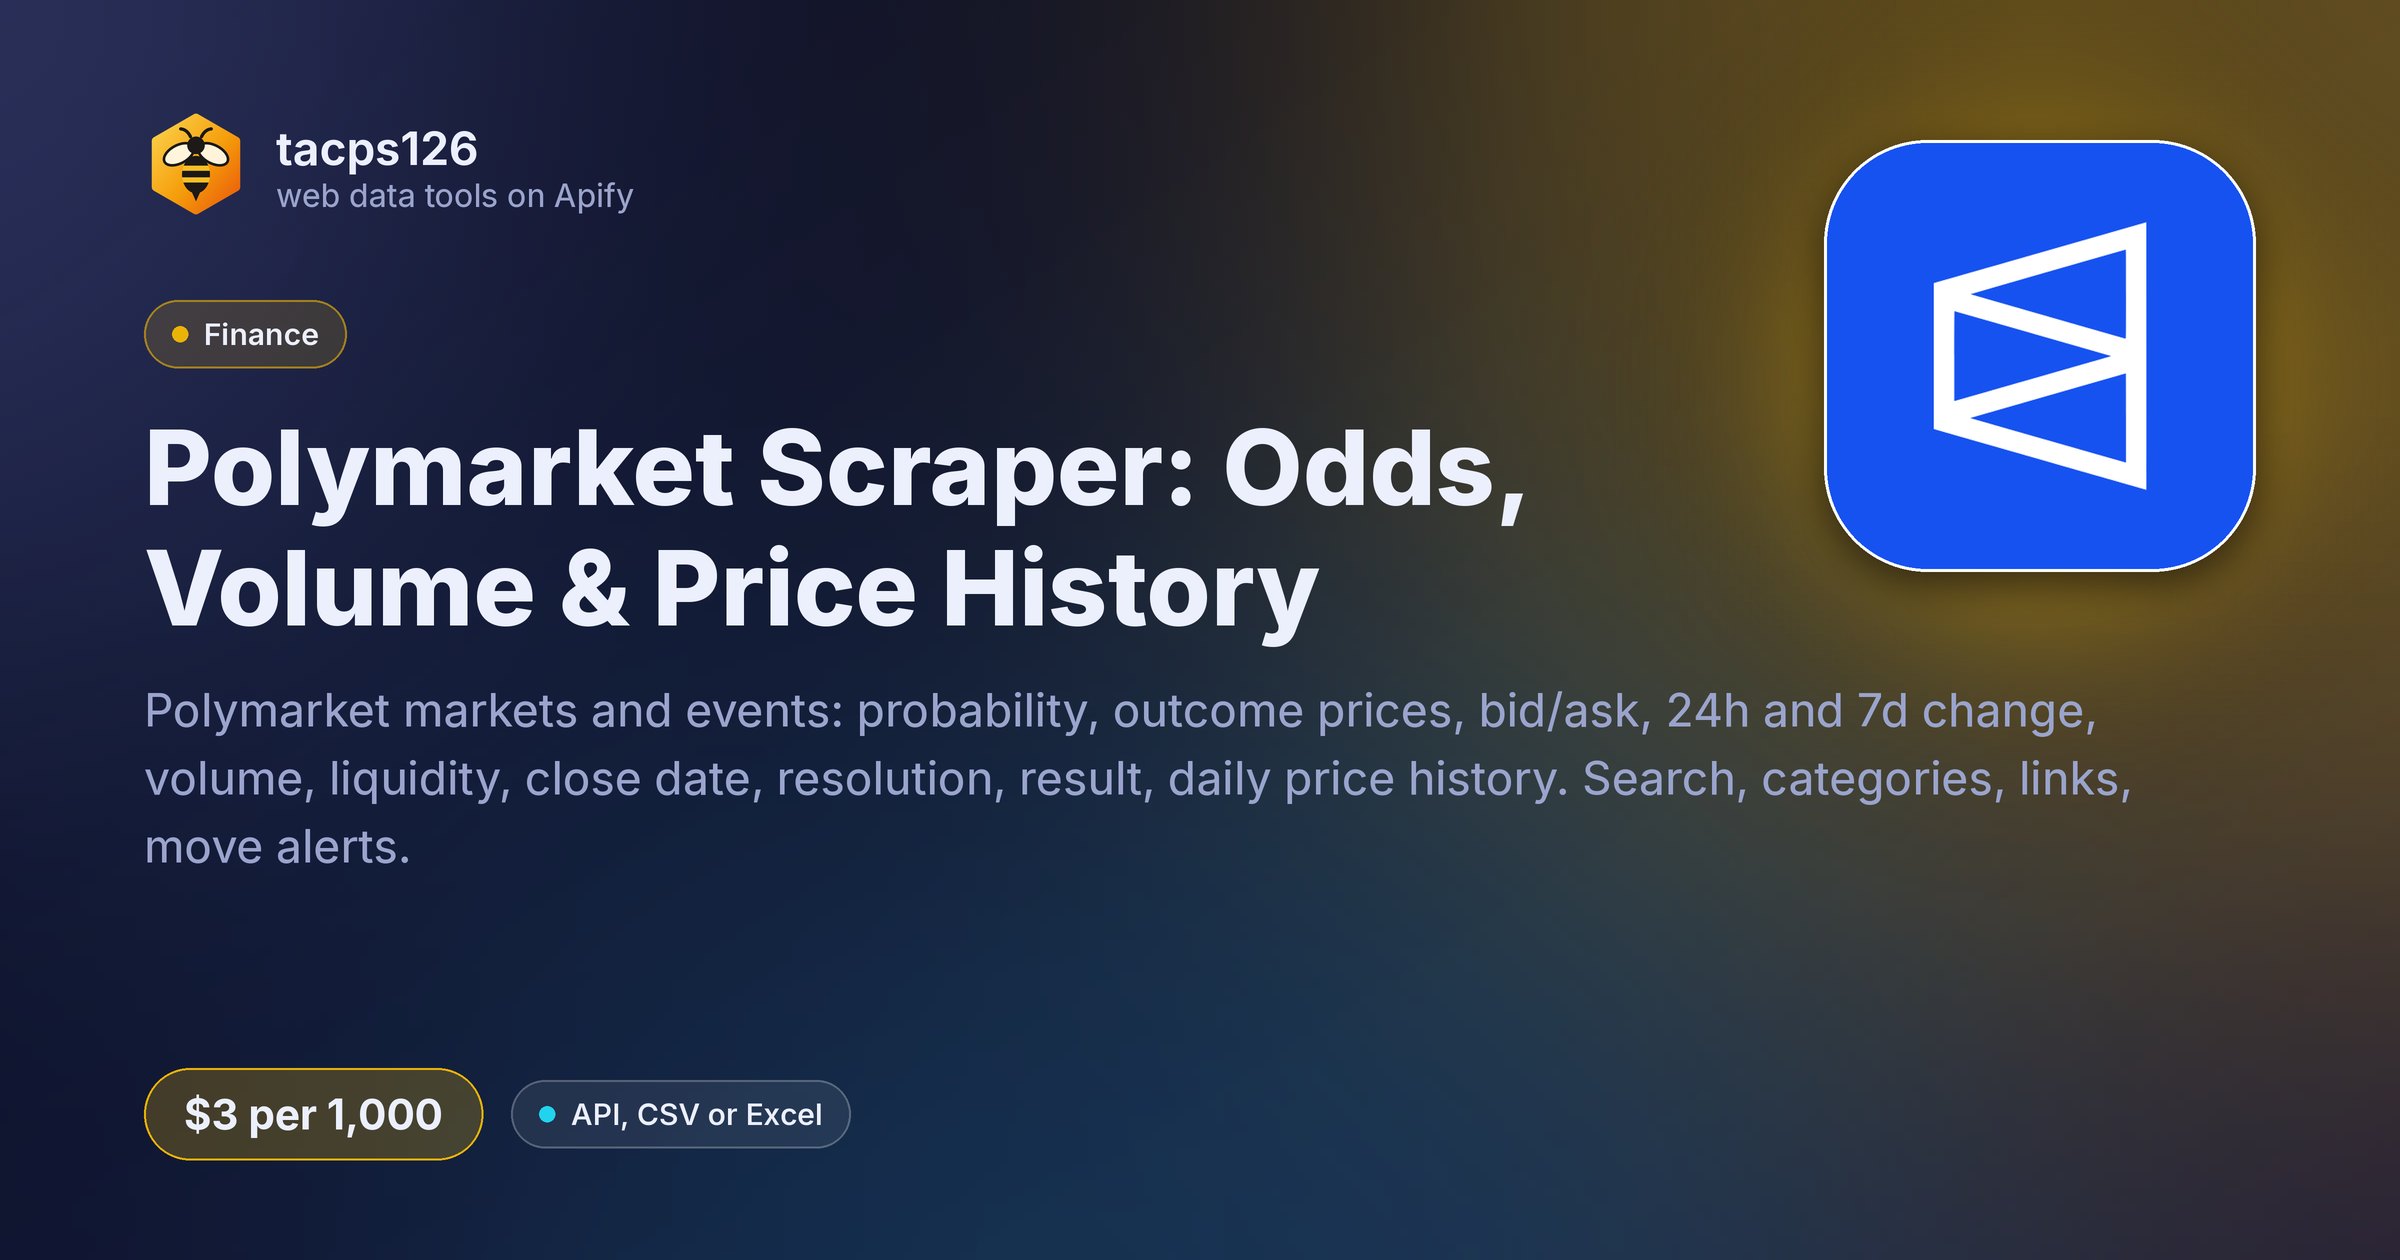 tacps126
web data tools on Apify
Finance
Polymarket Scraper: Odds,
Volume & Price History
Polymarket markets and events: probability, outcome prices, bid/ask, 24h and 7d change,
volume, liquidity, close date, resolution, result, daily price history. Search, categories, links,
move alerts.
$3 per 1,000
API, CSV or Excel